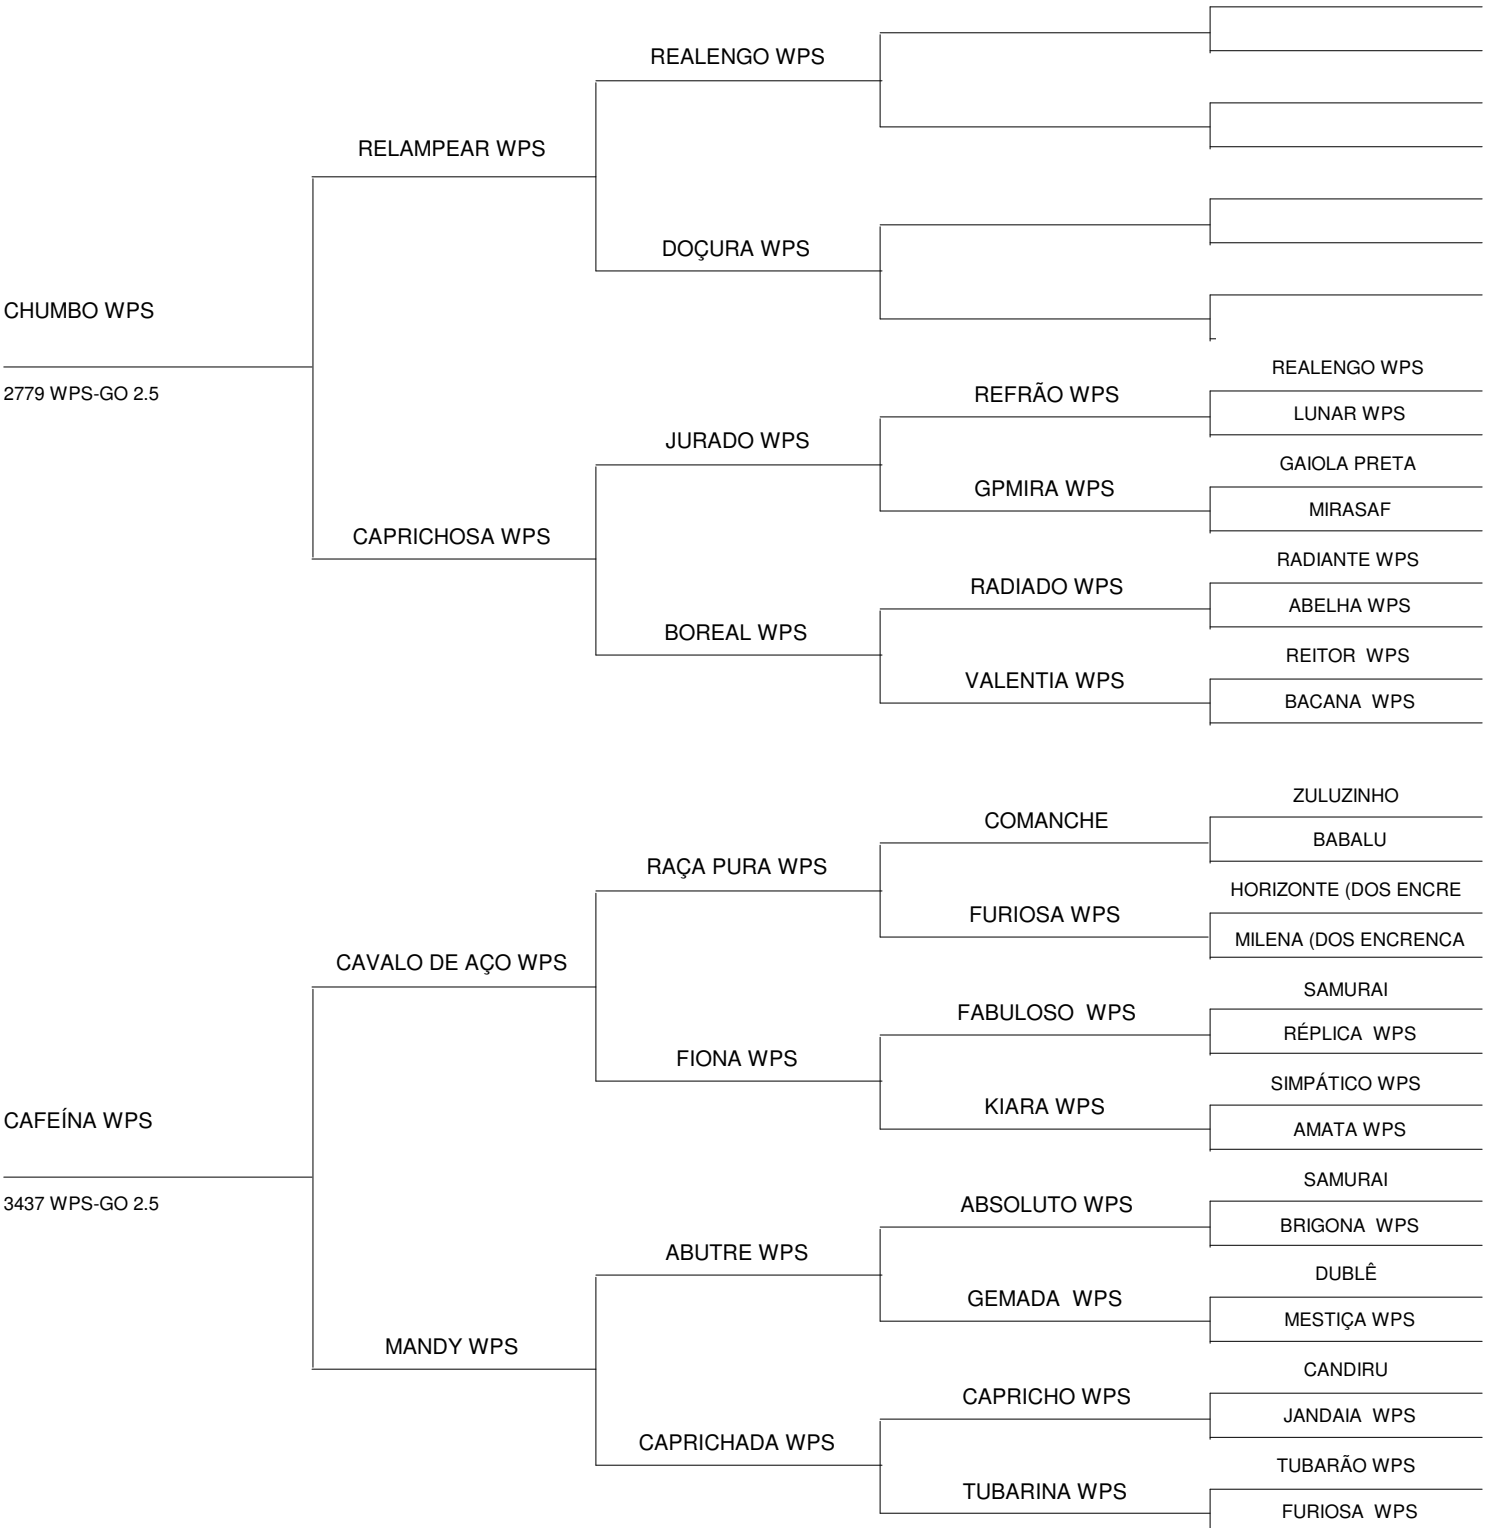 REALENGO WPS
RELAMPEAR WPS
DOÇURA WPS
CHUMBO WPS
2779 WPS-GO 2.5
REALENGO WPS
REFRÃO WPS
LUNAR WPS
JURADO WPS
GAIOLA PRETA
GPMIRA WPS
MIRASAF
CAPRICHOSA WPS
RADIANTE WPS
RADIADO WPS
ABELHA WPS
BOREAL WPS
REITOR  WPS
VALENTIA WPS
BACANA  WPS
ZULUZINHO
COMANCHE
BABALU
RAÇA PURA WPS
HORIZONTE (DOS ENCRE
FURIOSA WPS
MILENA (DOS ENCRENCA
CAVALO DE AÇO WPS
SAMURAI
FABULOSO  WPS
RÉPLICA  WPS
FIONA WPS
SIMPÁTICO WPS
KIARA WPS
AMATA WPS
CAFEÍNA WPS
3437 WPS-GO 2.5
SAMURAI
ABSOLUTO WPS
BRIGONA  WPS
ABUTRE WPS
DUBLÊ
GEMADA  WPS
MESTIÇA WPS
MANDY WPS
CANDIRU
CAPRICHO WPS
JANDAIA  WPS
CAPRICHADA WPS
TUBARÃO WPS
TUBARINA WPS
FURIOSA  WPS